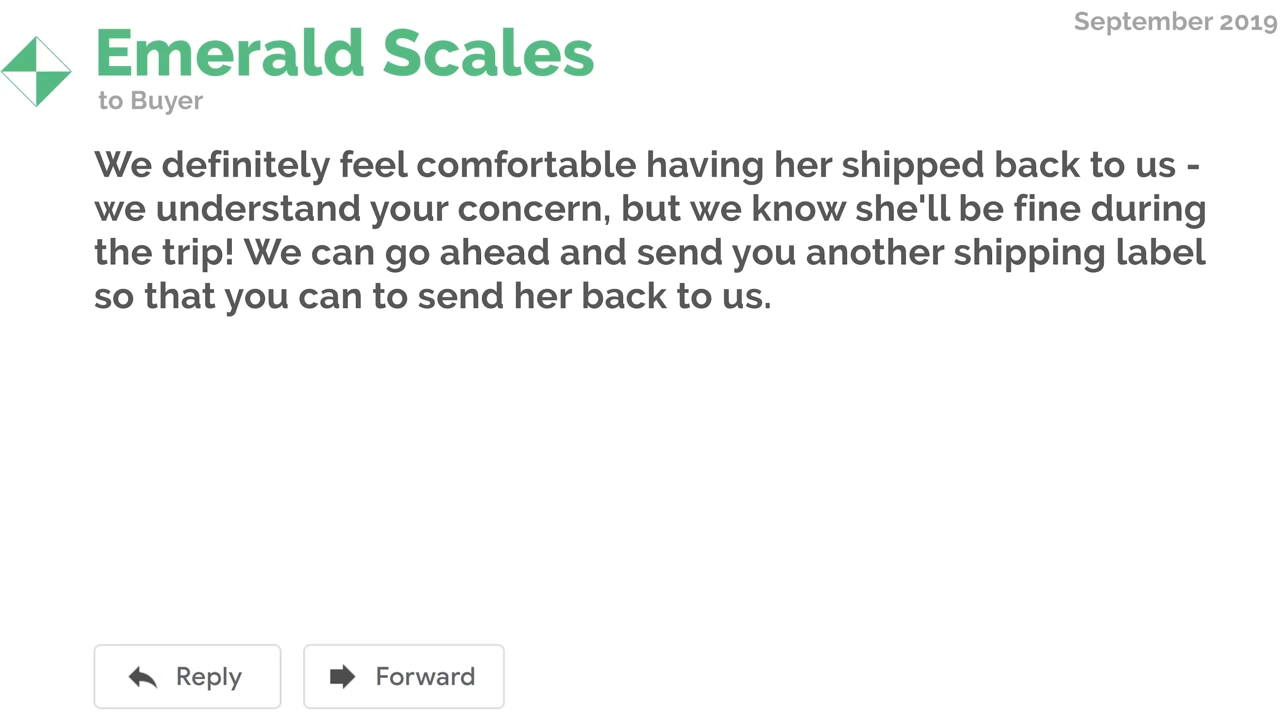 September 2019
Emerald Scales
to Buyer
We definitely feel comfortable having her shipped back to us -
we understand your concern, but we know she'll be fine during
the trip! We can go ahead and send you another shipping label
so that you can to send her back to us.
Reply
Forward